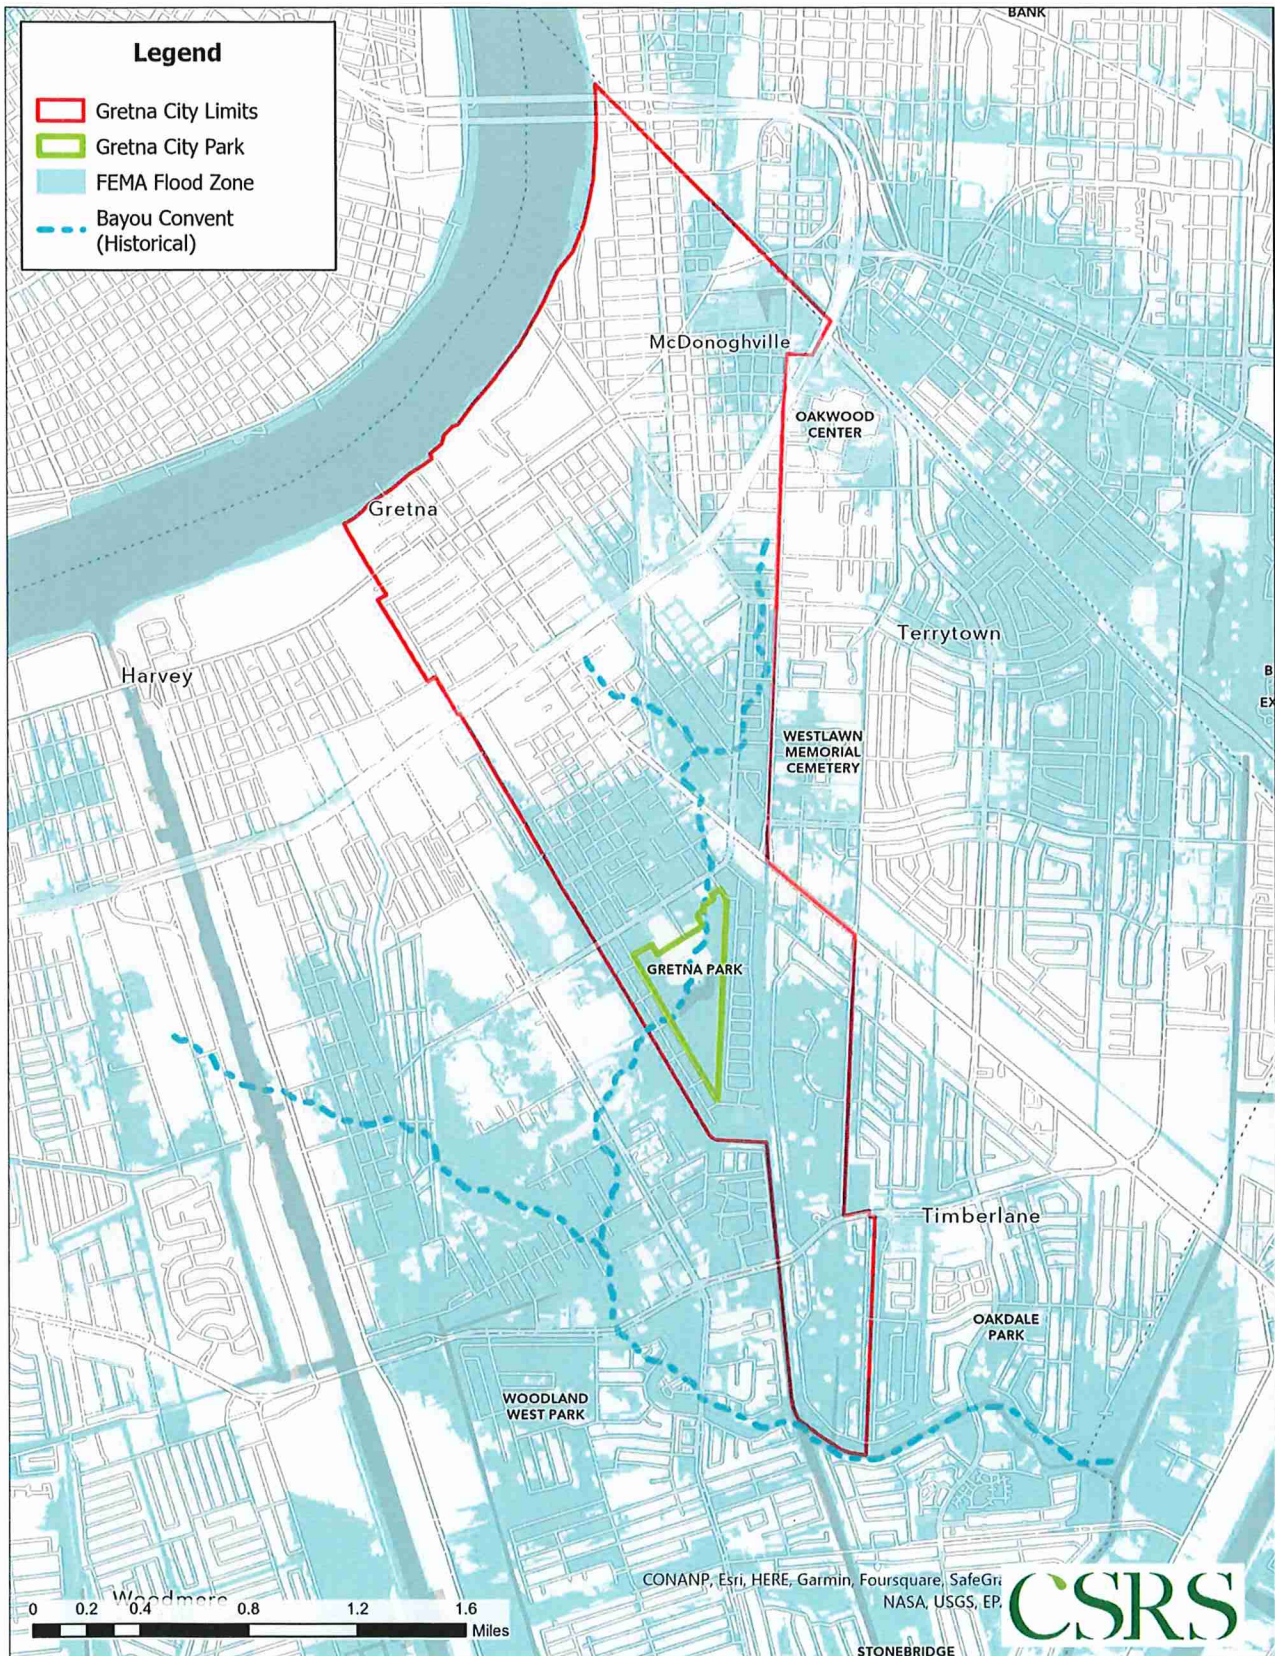 BANK
Legend
Gretna City Limits
Gretna City Park
FEMA Flood Zone
Bayou Convent
(Historical)
McDonoghville
OAKWOOD
CENTER
Gretna
Terrytown
Harvey
B
EX
WESTLAWN
MEMORIAL
CEMETERY
GRETNA PARK
Timberlane
OAKDALE
PARK
WOODLAND
WEST PARK
CONANP, Esri, HERE, Garmin, Foursquare, SafeGra
NASA, USGS, EP
Woodmere
0 0.2 0.4 0.8 1.2 1.6
Miles
CSRS
STONEBRIDGE